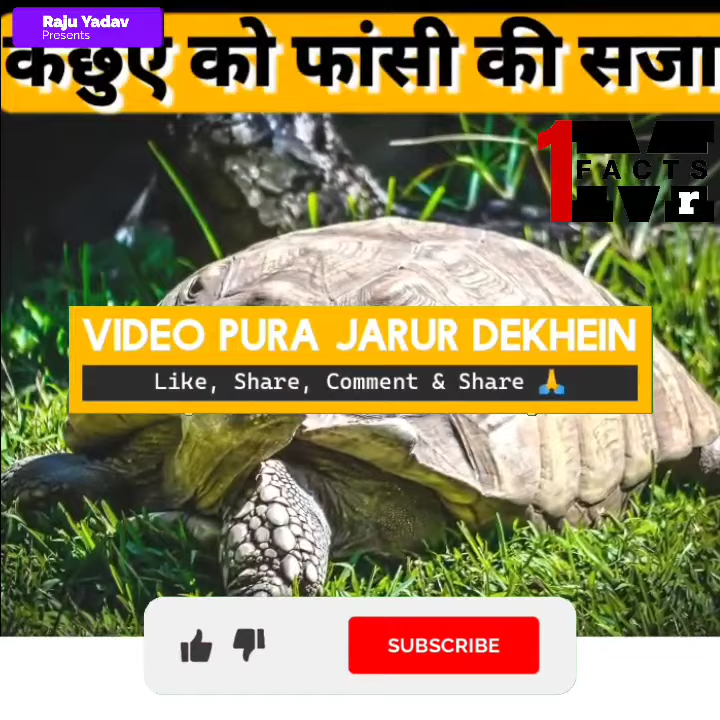 Raju Yadav
Presents
कछुए को फांसी की सजा
1
FACTS
Mr
VIDEO PURA JARUR DEKHEIN
Like, Share, Comment & Share 🙏
SUBSCRIBE